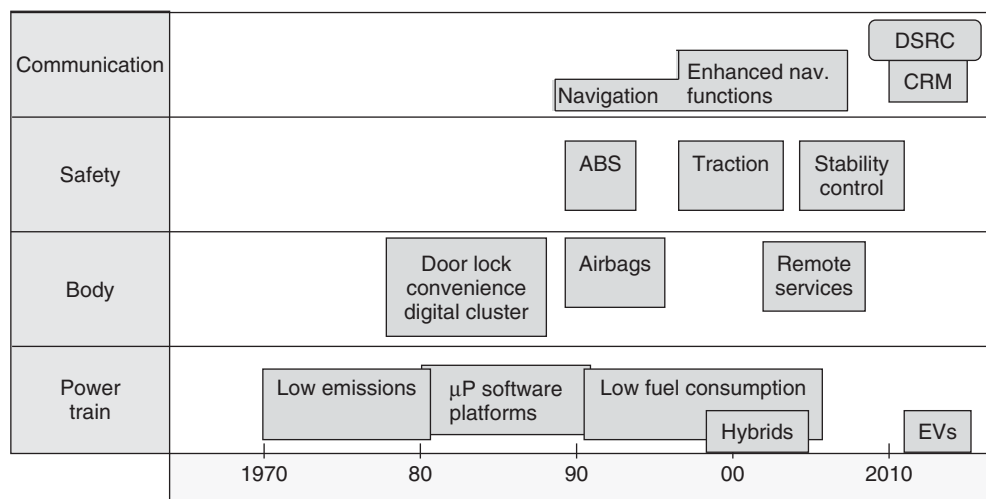 Communication
DSRC
CRM
Navigation
Enhanced nav.
functions
Safety
ABS
Traction
Stability
control
Body
Door lock
convenience
digital cluster
Airbags
Remote
services
Power
train
Low emissions
μP software
platforms
Low fuel consumption
Hybrids
EVs
1970
80
90
00
2010